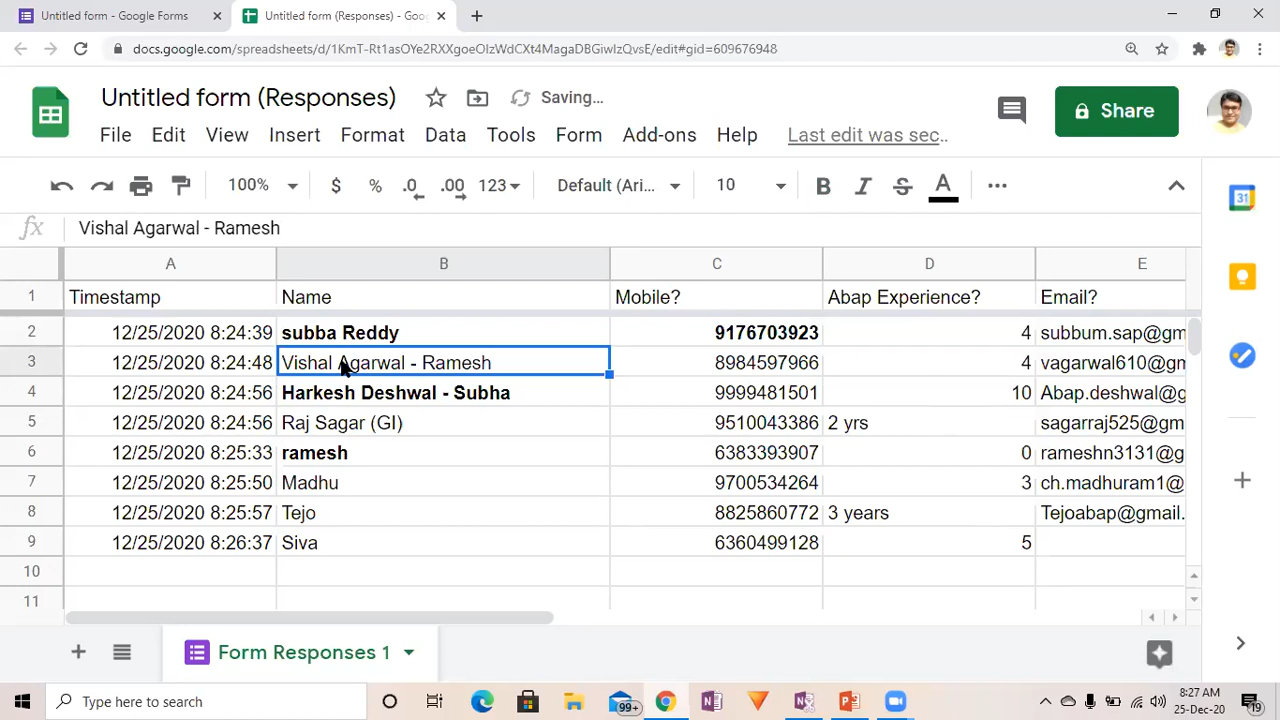 Untitled form - Google Forms
Untitled form (Responses) - Goog
docs.google.com/spreadsheets/d/1KmT-Rt1asOYe2RXXgoeOIzWdCXt4MagaDBGiwIzQvsE/edit#gid=609676948
Untitled form (Responses)
Saving...
Share
File Edit View Insert Format Data Tools Form Add-ons Help Last edit was sec..
100% $ % .0 .00 123 Default (Ari... 10 B I S A
fx Vishal Agarwal - Ramesh
31
A B C D E
1 Timestamp Name Mobile? Abap Experience? Email?
2 12/25/2020 8:24:39 subba Reddy 9176703923 4 subbum.sap@gm
3 12/25/2020 8:24:48 Vishal Agarwal - Ramesh 8984597966 4 vagarwal610@gm
4 12/25/2020 8:24:56 Harkesh Deshwal - Subha 9999481501 10 Abap.deshwal@g
5 12/25/2020 8:24:56 Raj Sagar (GI) 9510043386 2 yrs sagarraj525@gm
6 12/25/2020 8:25:33 ramesh 6383393907 0 rameshn3131@g
7 12/25/2020 8:25:50 Madhu 9700534264 3 ch.madhuram1@
8 12/25/2020 8:25:57 Tejo 8825860772 3 years Tejoabap@gmail.
9 12/25/2020 8:26:37 Siva 6360499128 5
10
11
Form Responses 1
Type here to search
99+
8:27 AM
25-Dec-20
19